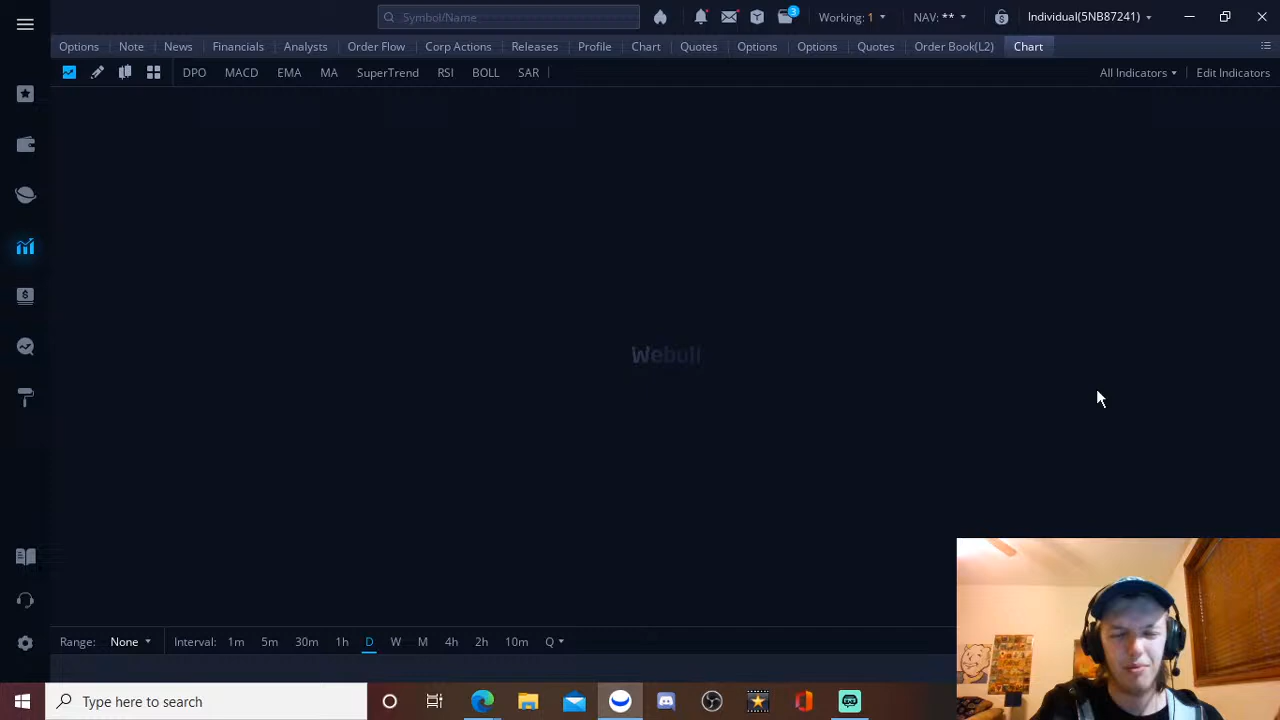 Symbol/Name
3
Working: 1
NAV: **
Individual(5NB87241)
Options Note News Financials Analysts Order Flow Corp Actions Releases Profile Chart Quotes Options Options Quotes Order Book(L2) Chart
DPO MACD EMA MA SuperTrend RSI BOLL SAR All Indicators Edit Indicators
Webull
Range: None Interval: 1m 5m 30m 1h D W M 4h 2h 10m Q
Type here to search